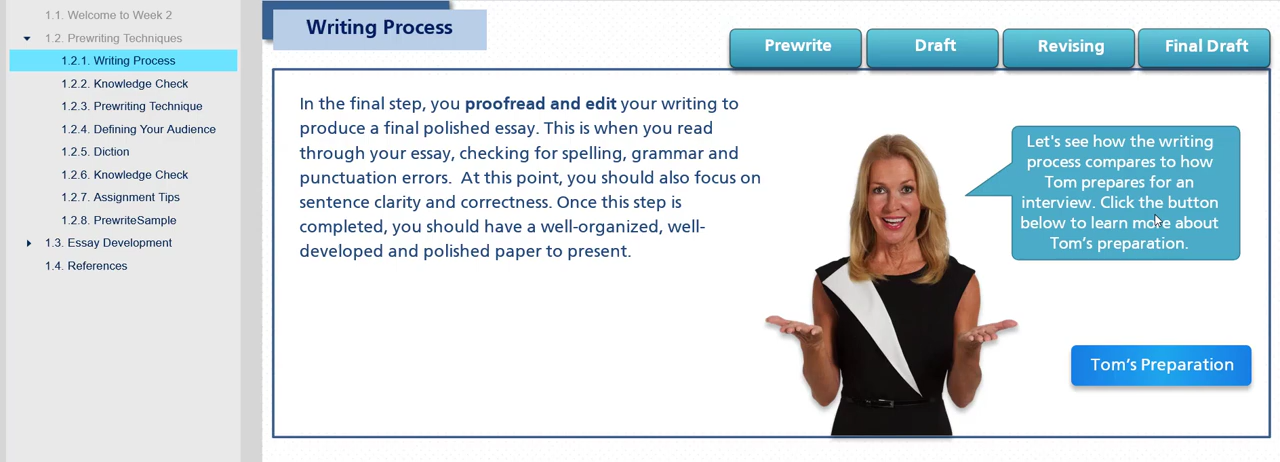 1.1. Welcome to Week 2
1.2. Prewriting Techniques
1.2.1. Writing Process
1.2.2. Knowledge Check
1.2.3. Prewriting Technique
1.2.4. Defining Your Audience
1.2.5. Diction
1.2.6. Knowledge Check
1.2.7. Assignment Tips
1.2.8. PrewriteSample
1.3. Essay Development
1.4. References
Writing Process
Prewrite
Draft
Revising
Final Draft
In the final step, you proofread and edit your writing to
produce a final polished essay. This is when you read
through your essay, checking for spelling, grammar and
punctuation errors.  At this point, you should also focus on
sentence clarity and correctness. Once this step is
completed, you should have a well-organized, well-
developed and polished paper to present.
Let's see how the writing
process compares to how
Tom prepares for an
interview. Click the button
below to learn more about
Tom's preparation.
Tom's Preparation